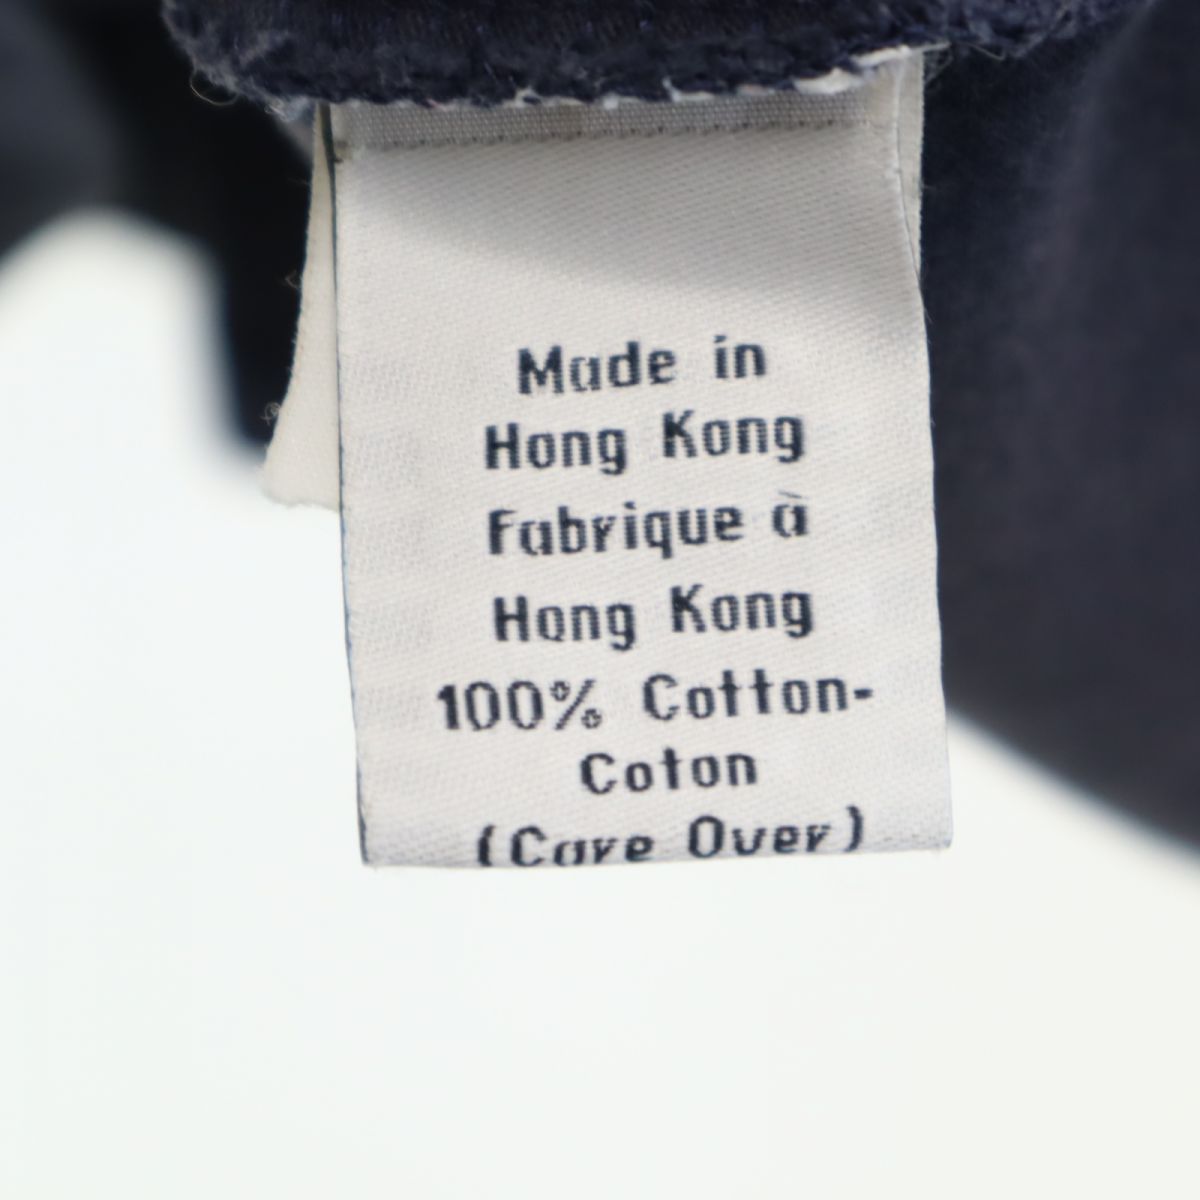 Made in
Hong Kong
Fabrique à
Hong Kong
100% Cotton-
Coton
(Care Over)